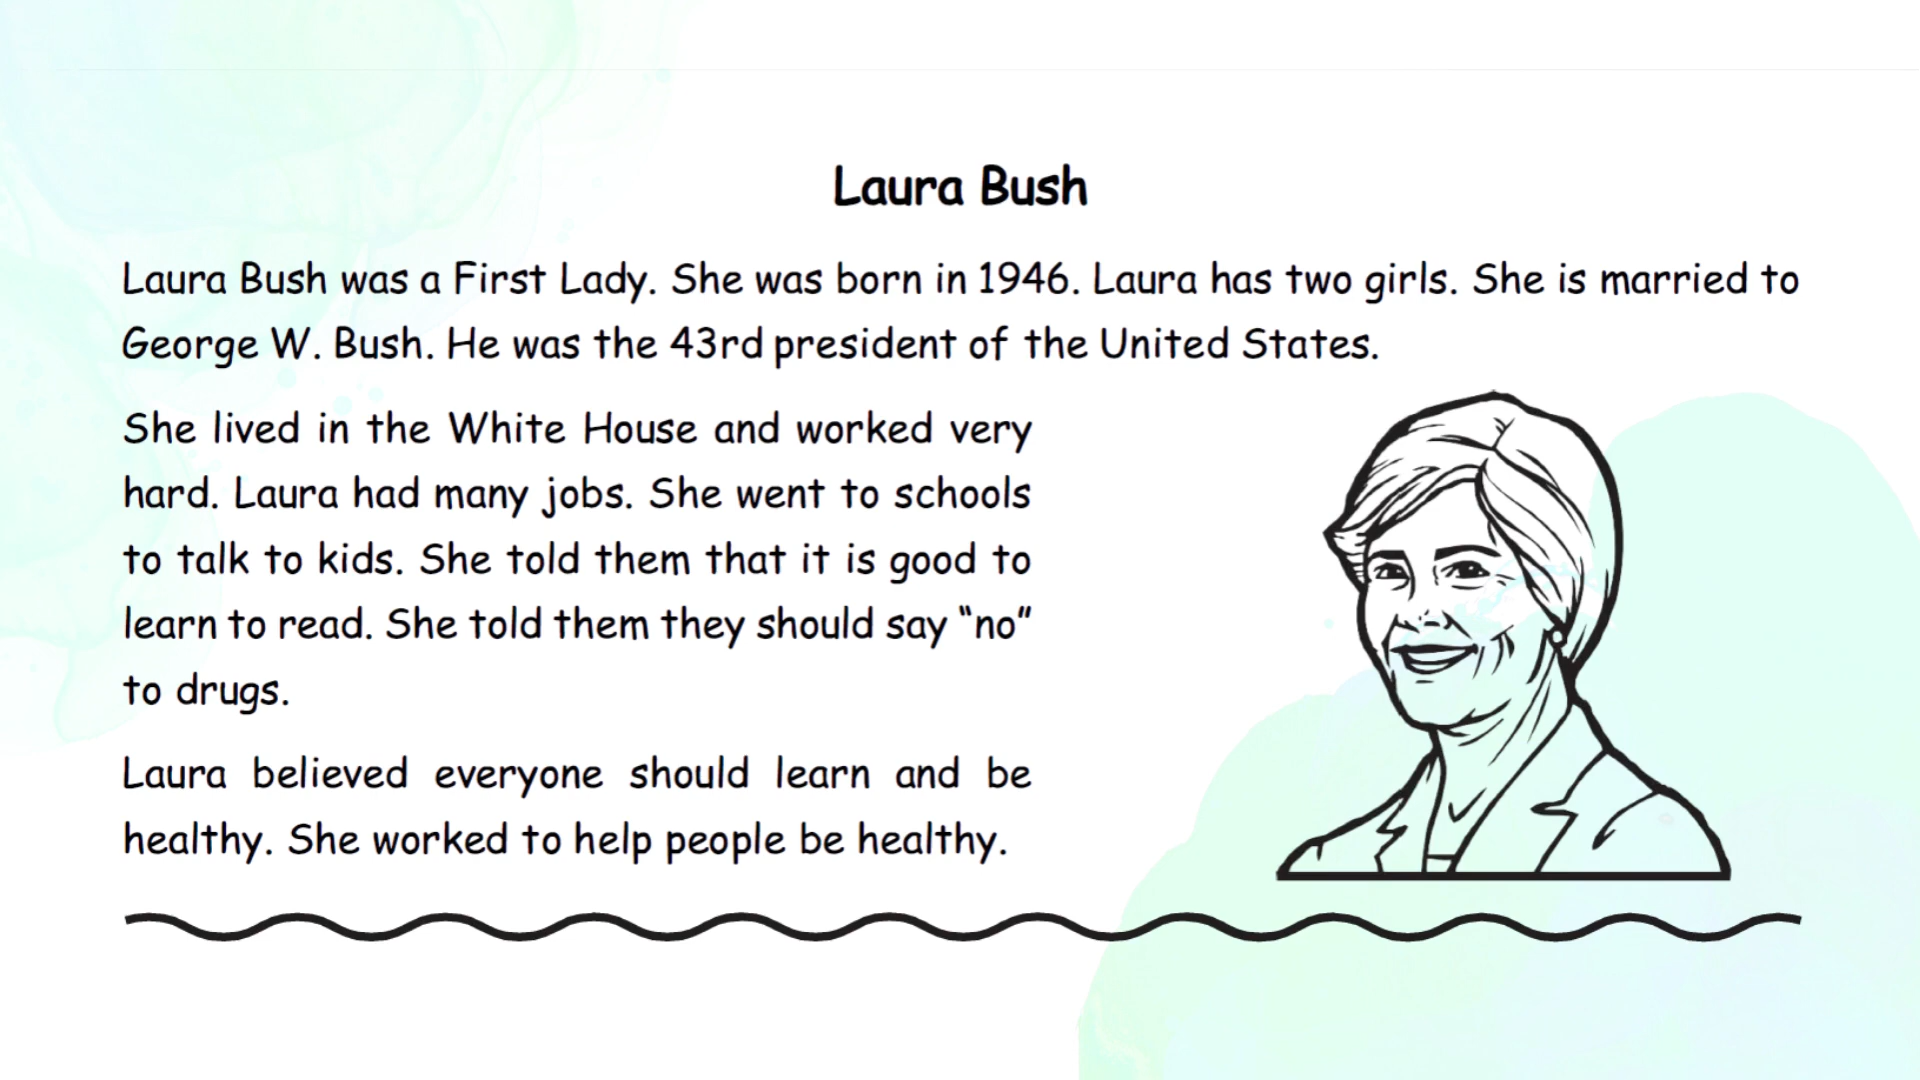 Laura Bush
Laura Bush was a First Lady. She was born in 1946. Laura has two girls. She is married to
George W. Bush. He was the 43rd president of the United States.
She lived in the White House and worked very
hard. Laura had many jobs. She went to schools
to talk to kids. She told them that it is good to
learn to read. She told them they should say “no”
to drugs.
Laura believed everyone should learn and be
healthy. She worked to help people be healthy.